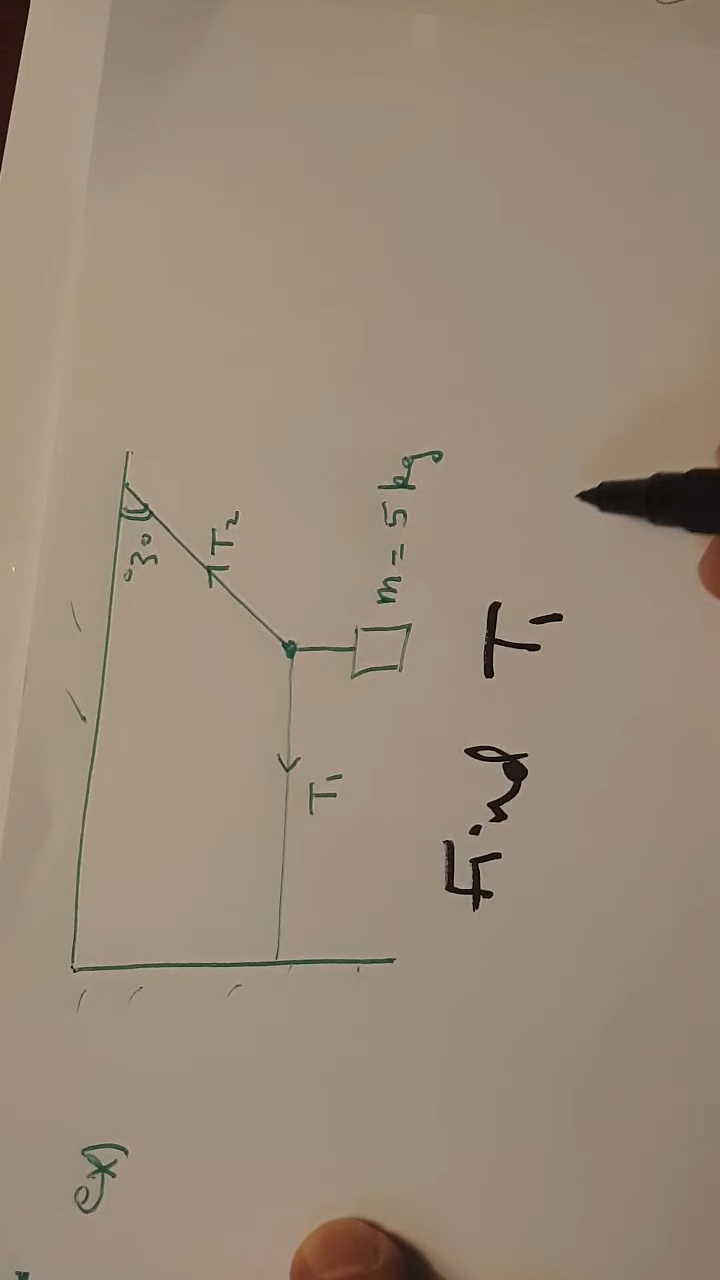 ex)
30°
T₂
T₁
m = 5 kg
Find T₁